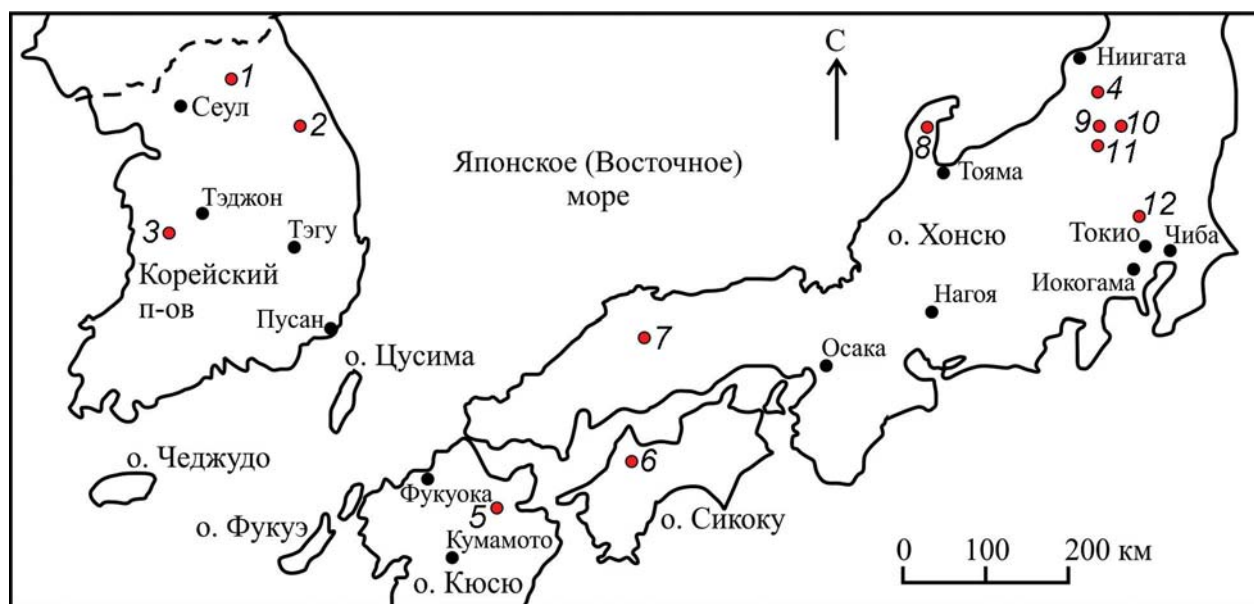 С
Ниигата
1
4
Сеул
2
9
10
8
11
Японское (Восточное)
море
Тояма
Тэджон
12
3
Тэгу
о. Хонсю
Токио
Чиба
Корейский
п-ов
Иокогама
Нагоя
Пусан
7
о. Цусима
Осака
о. Чеджудо
6
Фукуока
5
о. Фукуэ
о. Сикоку
Кумамото
0
100
200 км
о. Кюсю